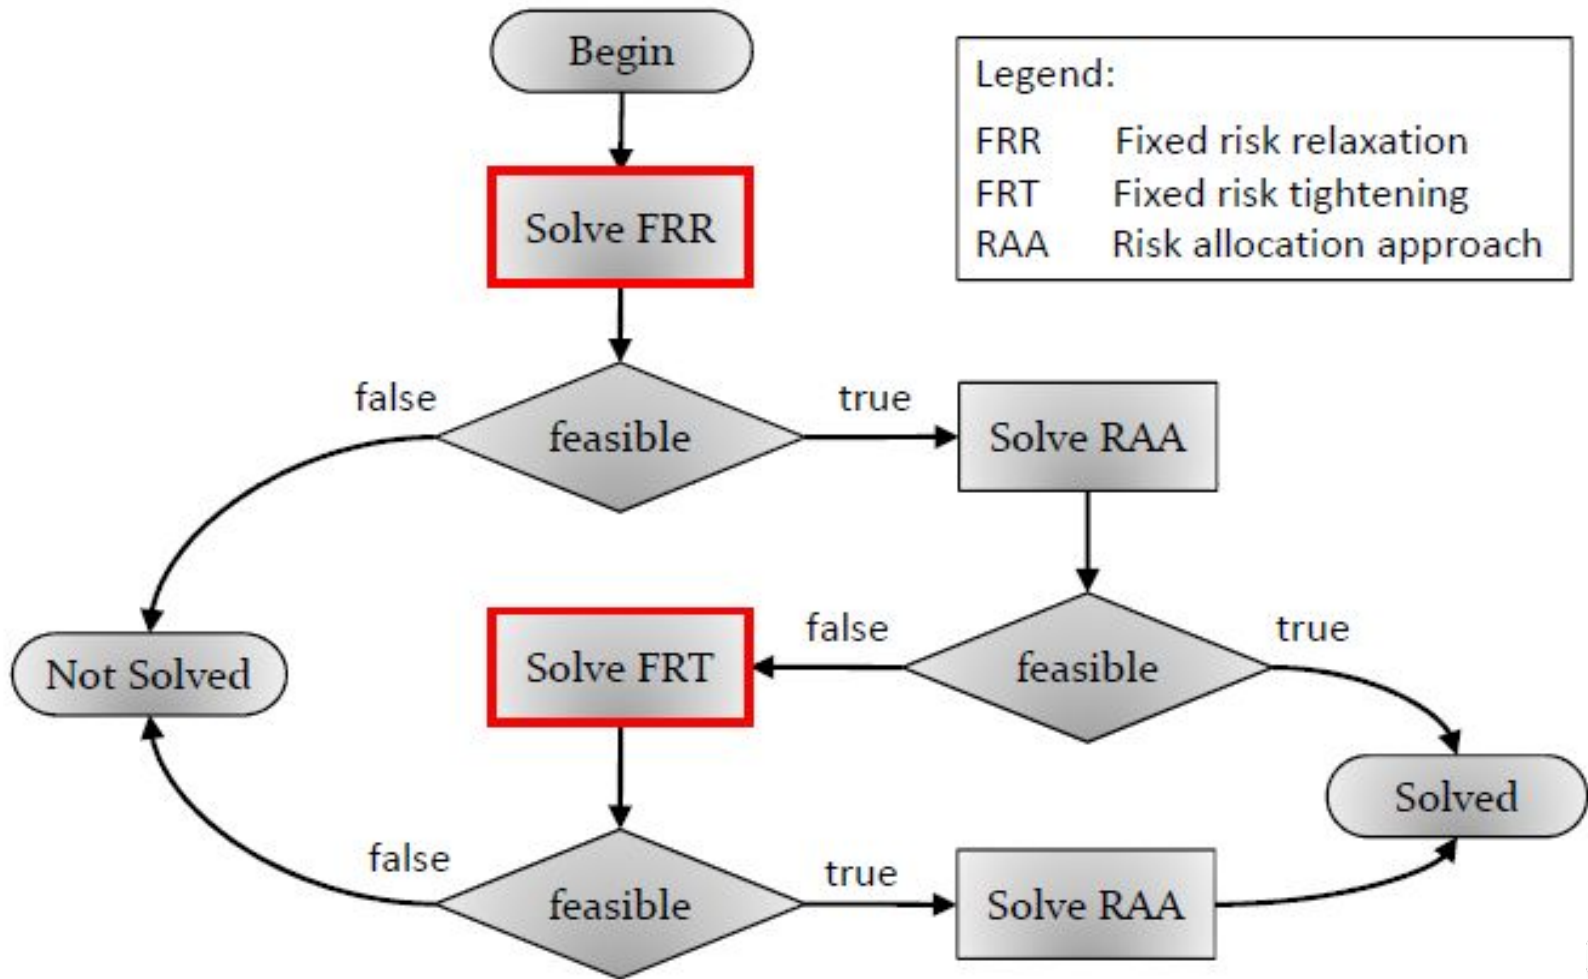 Begin
Legend:
FRR Fixed risk relaxation
FRT Fixed risk tightening
RAA Risk allocation approach
Solve FRR
false
true
feasible
Solve RAA
false
true
Solve FRT
feasible
Not Solved
Solved
false
true
feasible
Solve RAA